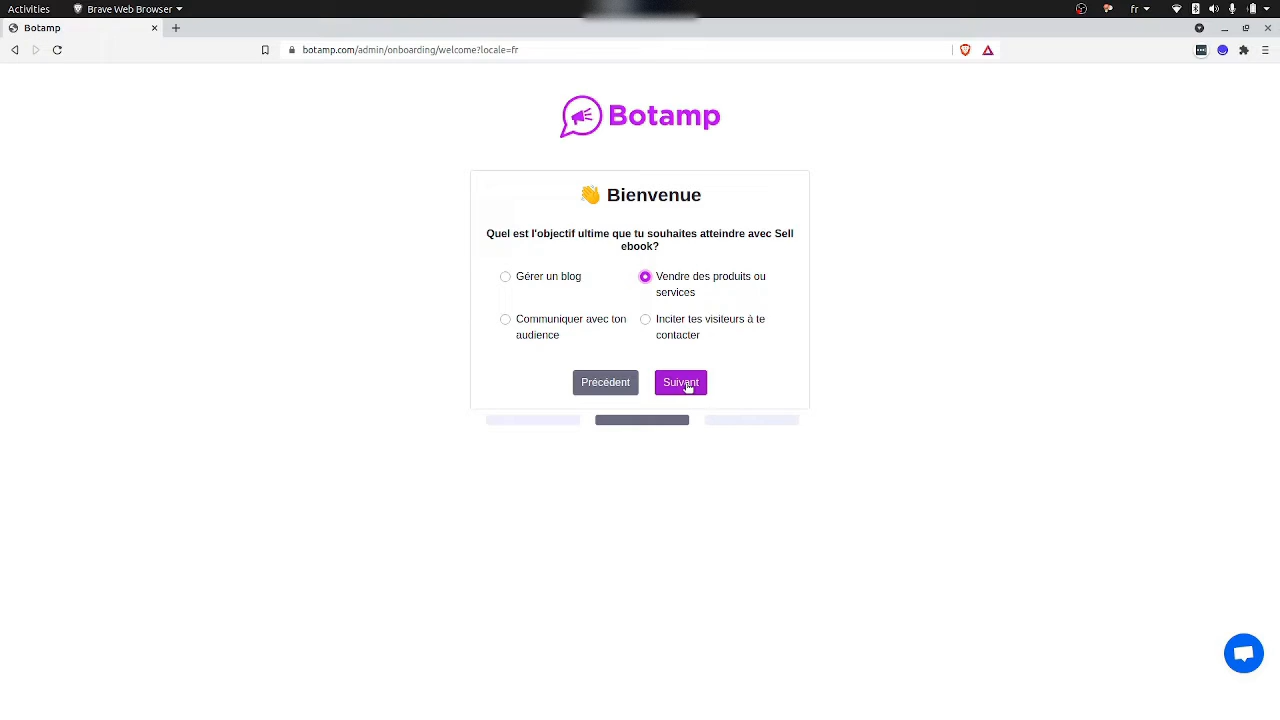 Activities
Brave Web Browser
fr
Botamp
botamp.com/admin/onboarding/welcome?locale=fr
Botamp
Bienvenue
Quel est l'objectif ultime que tu souhaites atteindre avec Sell
ebook?
Gérer un blog
Vendre des produits ou
services
Communiquer avec ton
audience
Inciter tes visiteurs à te
contacter
Précédent
Suivant